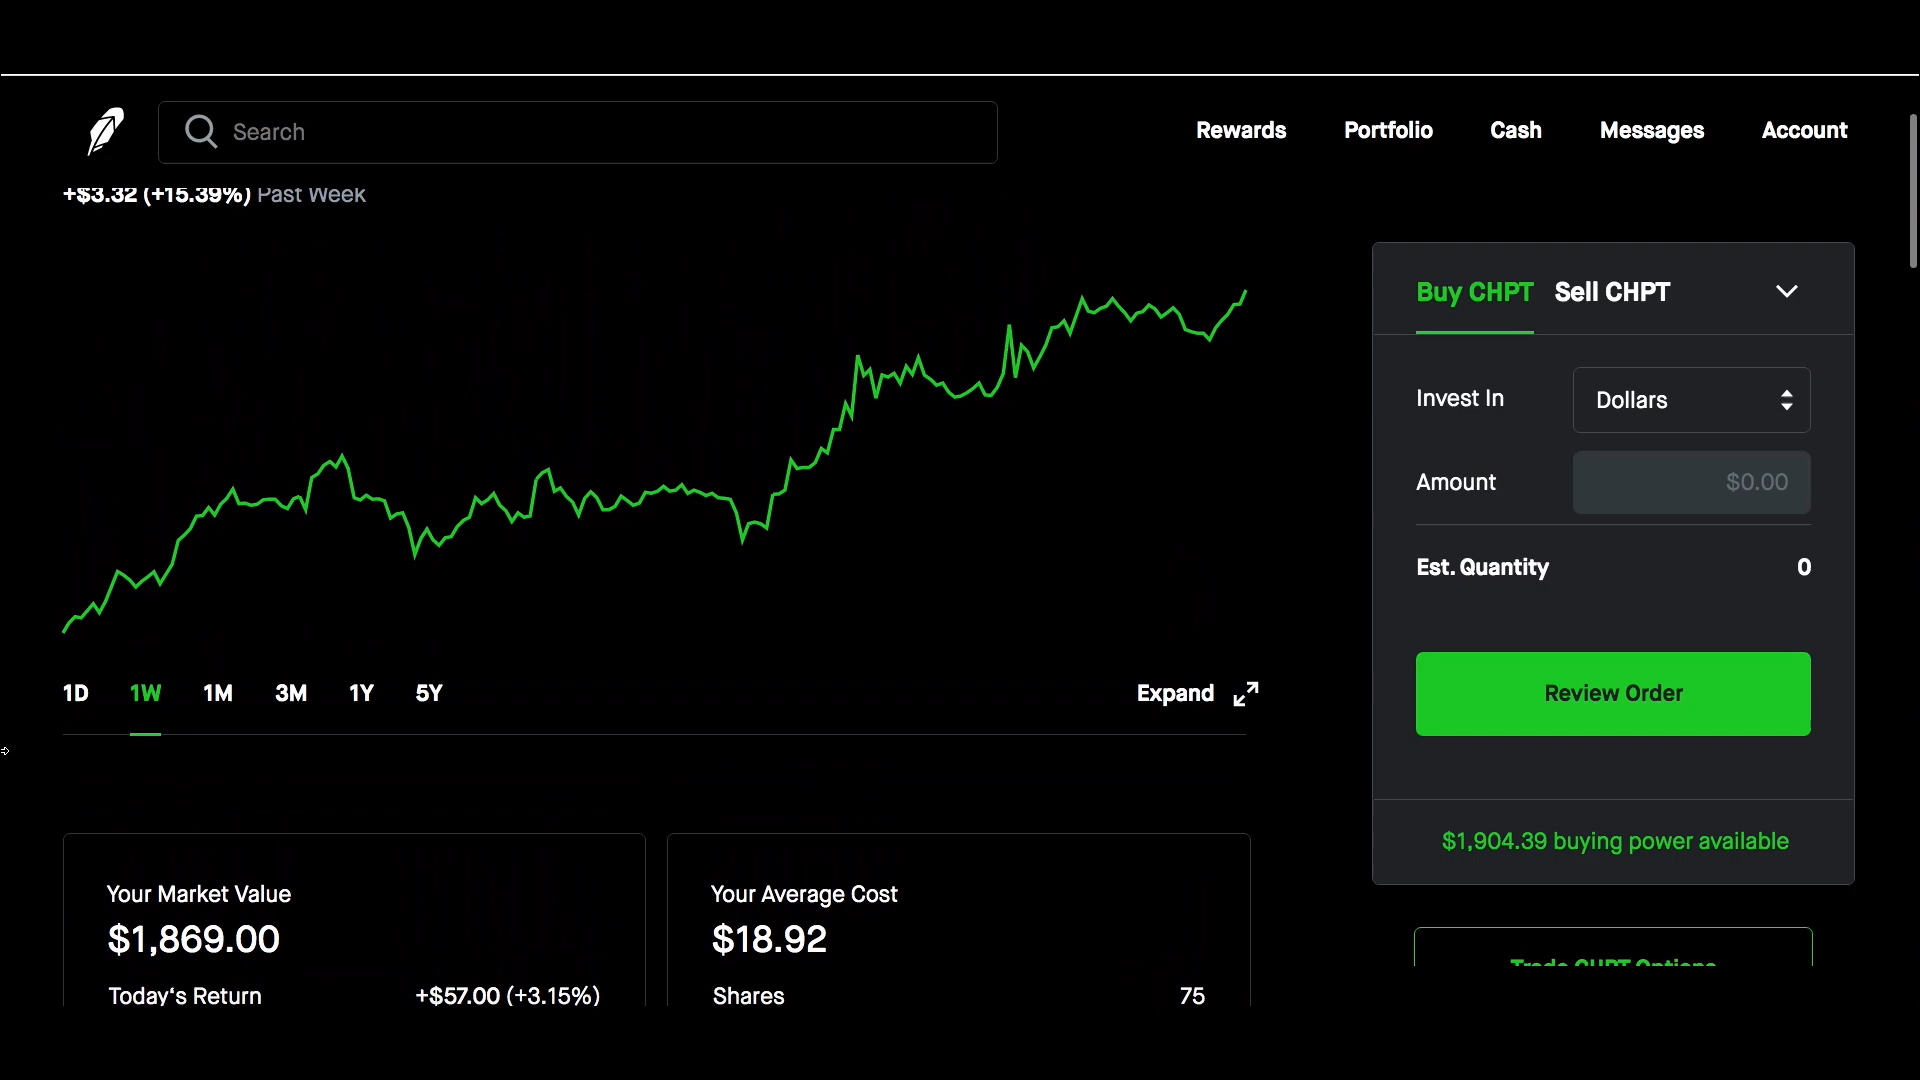 Search
Rewards
Portfolio
Cash
Messages
Account
+$3.32 (+15.39%) Past Week
Buy CHPT
Sell CHPT
Invest In
Dollars
Amount
$0.00
Est. Quantity
0
Review Order
$1,904.39 buying power available
Trade CHPT Options
1D
1W
1M
3M
1Y
5Y
Expand
Your Market Value
$1,869.00
Today's Return
+$57.00 (+3.15%)
Your Average Cost
$18.92
Shares
75